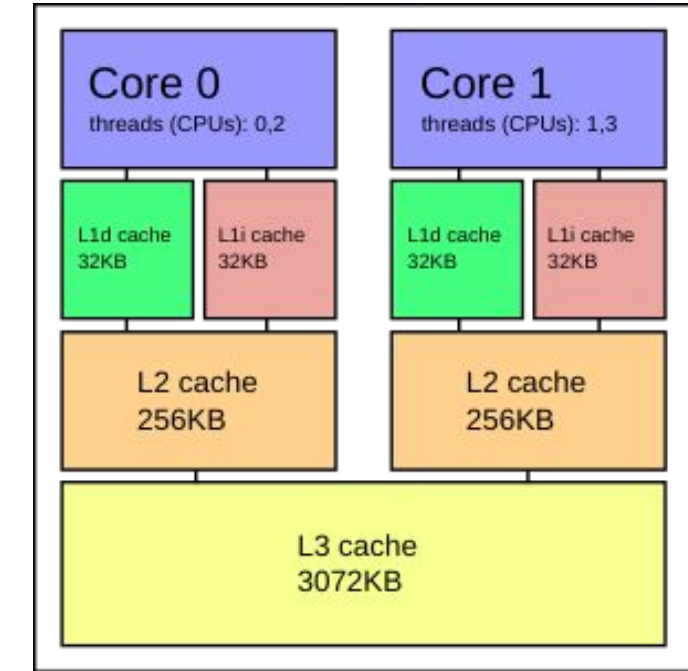 Core 0
threads (CPUs): 0,2
Core 1
threads (CPUs): 1,3
L1d cache
32KB
L1i cache
32KB
L1d cache
32KB
L1i cache
32KB
L2 cache
256KB
L2 cache
256KB
L3 cache
3072KB